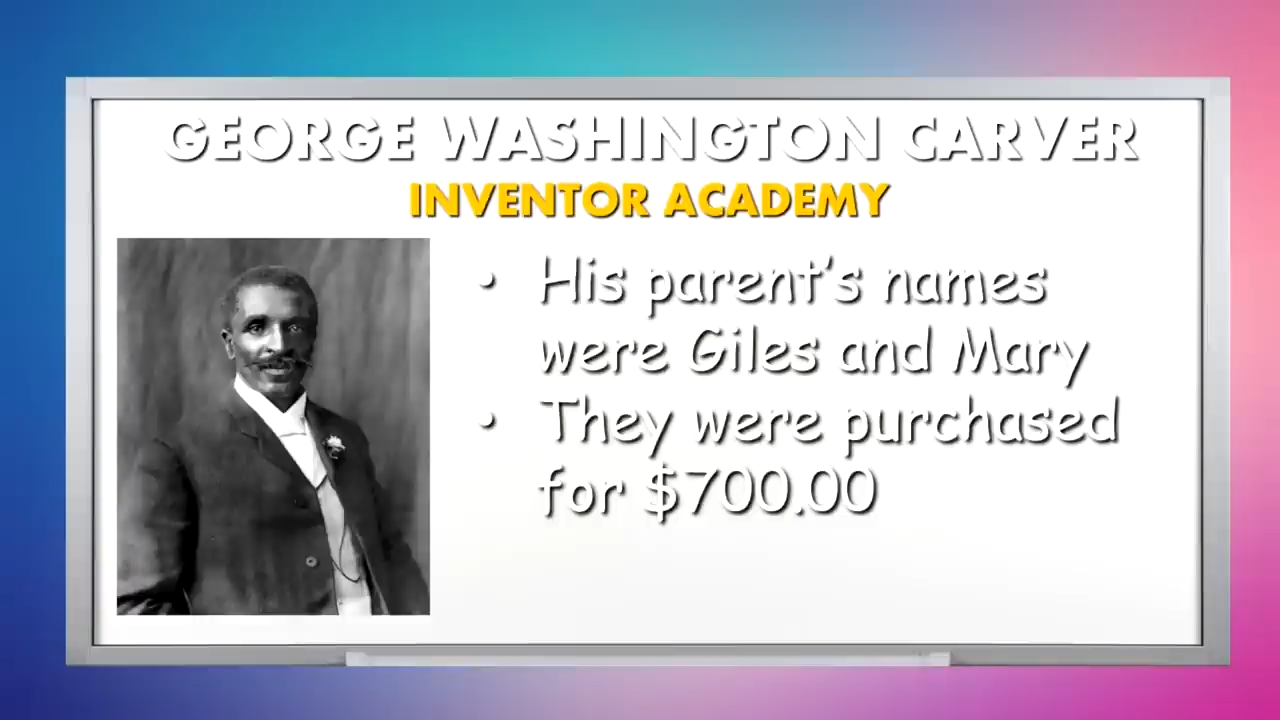 GEORGE WASHINGTON CARVER
INVENTOR ACADEMY
• His parent's names
were Giles and Mary
• They were purchased
for $700.00